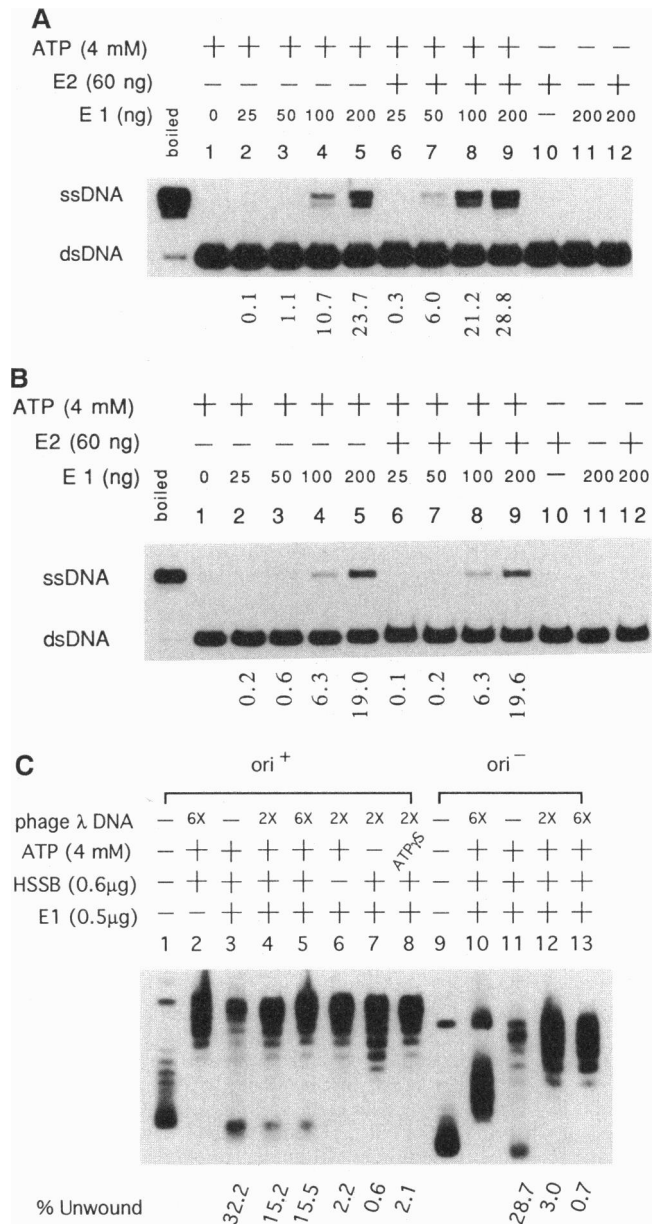 A
ATP (4 mM) + + + + + + + + + − − −
E2 (60 ng) − − − − − + + + + + − +
E 1 (ng) 0 25 50 100 200 25 50 100 200 − 200 200
boiled 1 2 3 4 5 6 7 8 9 10 11 12
ssDNA
dsDNA
0.1 1.1 10.7 23.7 0.3 6.0 21.2 28.8
B
ATP (4 mM) + + + + + + + + + − − −
E2 (60 ng) − − − − − + + + + + − +
E 1 (ng) 0 25 50 100 200 25 50 100 200 − 200 200
boiled 1 2 3 4 5 6 7 8 9 10 11 12
ssDNA
dsDNA
0.2 0.6 6.3 19.0 0.1 0.2 6.3 19.6
C
ori + ori −
phage λ DNA − 6X − 2X 6X 2X 2X 2X − 6X − 2X 6X
ATP (4 mM) − + + + + + − ATPγS − + + + +
HSSB (0.6μg) − + + + + − + + − + + + +
E1 (0.5μg) − − + + + + + + − + + + +
1 2 3 4 5 6 7 8 9 10 11 12 13
% Unwound 32.2 15.2 15.5 2.2 0.6 2.1 28.7 3.0 0.7